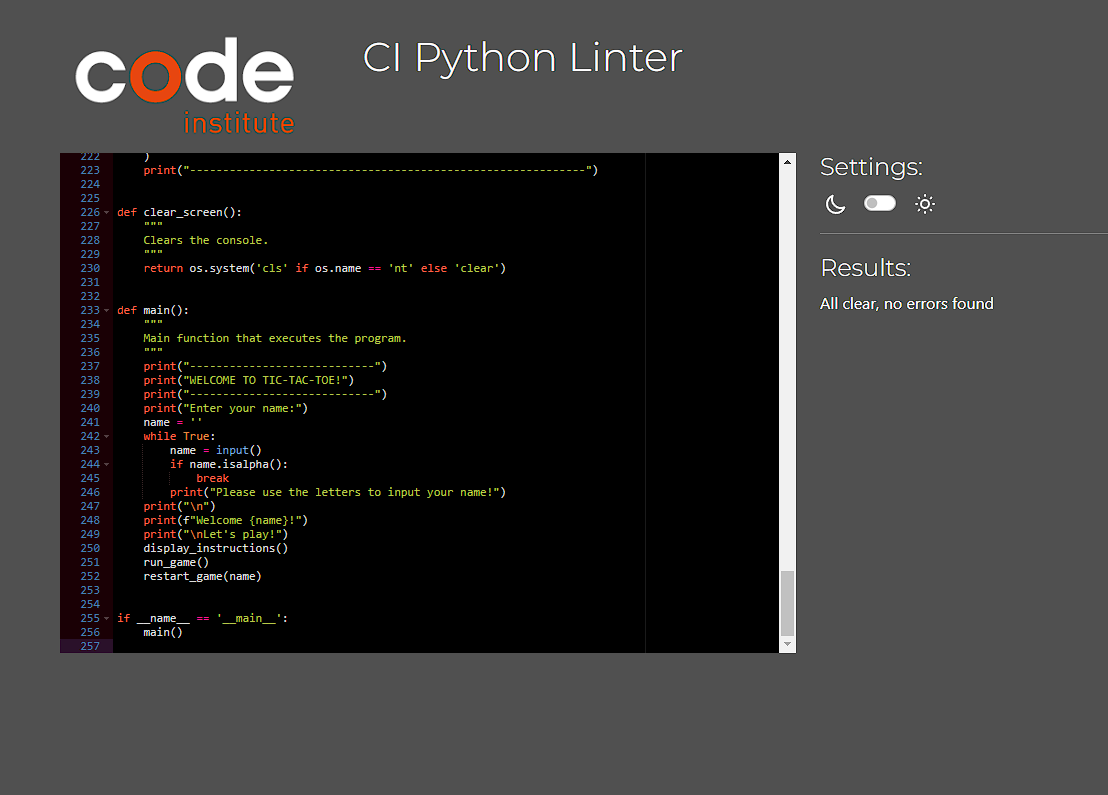 code
institute
CI Python Linter
222 )
223 print("------------------------------------------------------------")
224
225
226 def clear_screen():
227 """
228 Clears the console.
229 """
230 return os.system('cls' if os.name == 'nt' else 'clear')
231
232
233 def main():
234 """
235 Main function that executes the program.
236 """
237 print("----------------------------")
238 print("WELCOME TO TIC-TAC-TOE!")
239 print("----------------------------")
240 print("Enter your name:")
241 name = ''
242 while True:
243 name = input()
244 if name.isalpha():
245 break
246 print("Please use the letters to input your name!")
247 print("\n")
248 print(f"Welcome {name}!")
249 print("\nLet's play!")
250 display_instructions()
251 run_game()
252 restart_game(name)
253
254
255 if __name__ == '__main__':
256 main()
257
Settings:
Results:
All clear, no errors found